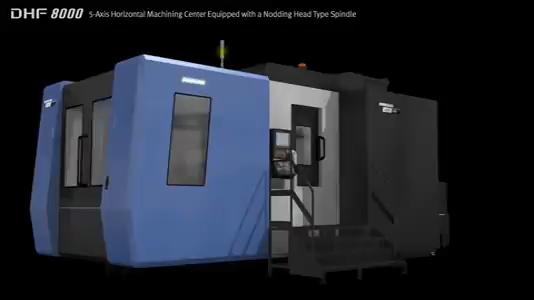 DHF 8000 5-Axis Horizontal Machining Center Equipped with a Nodding Head Type Spindle